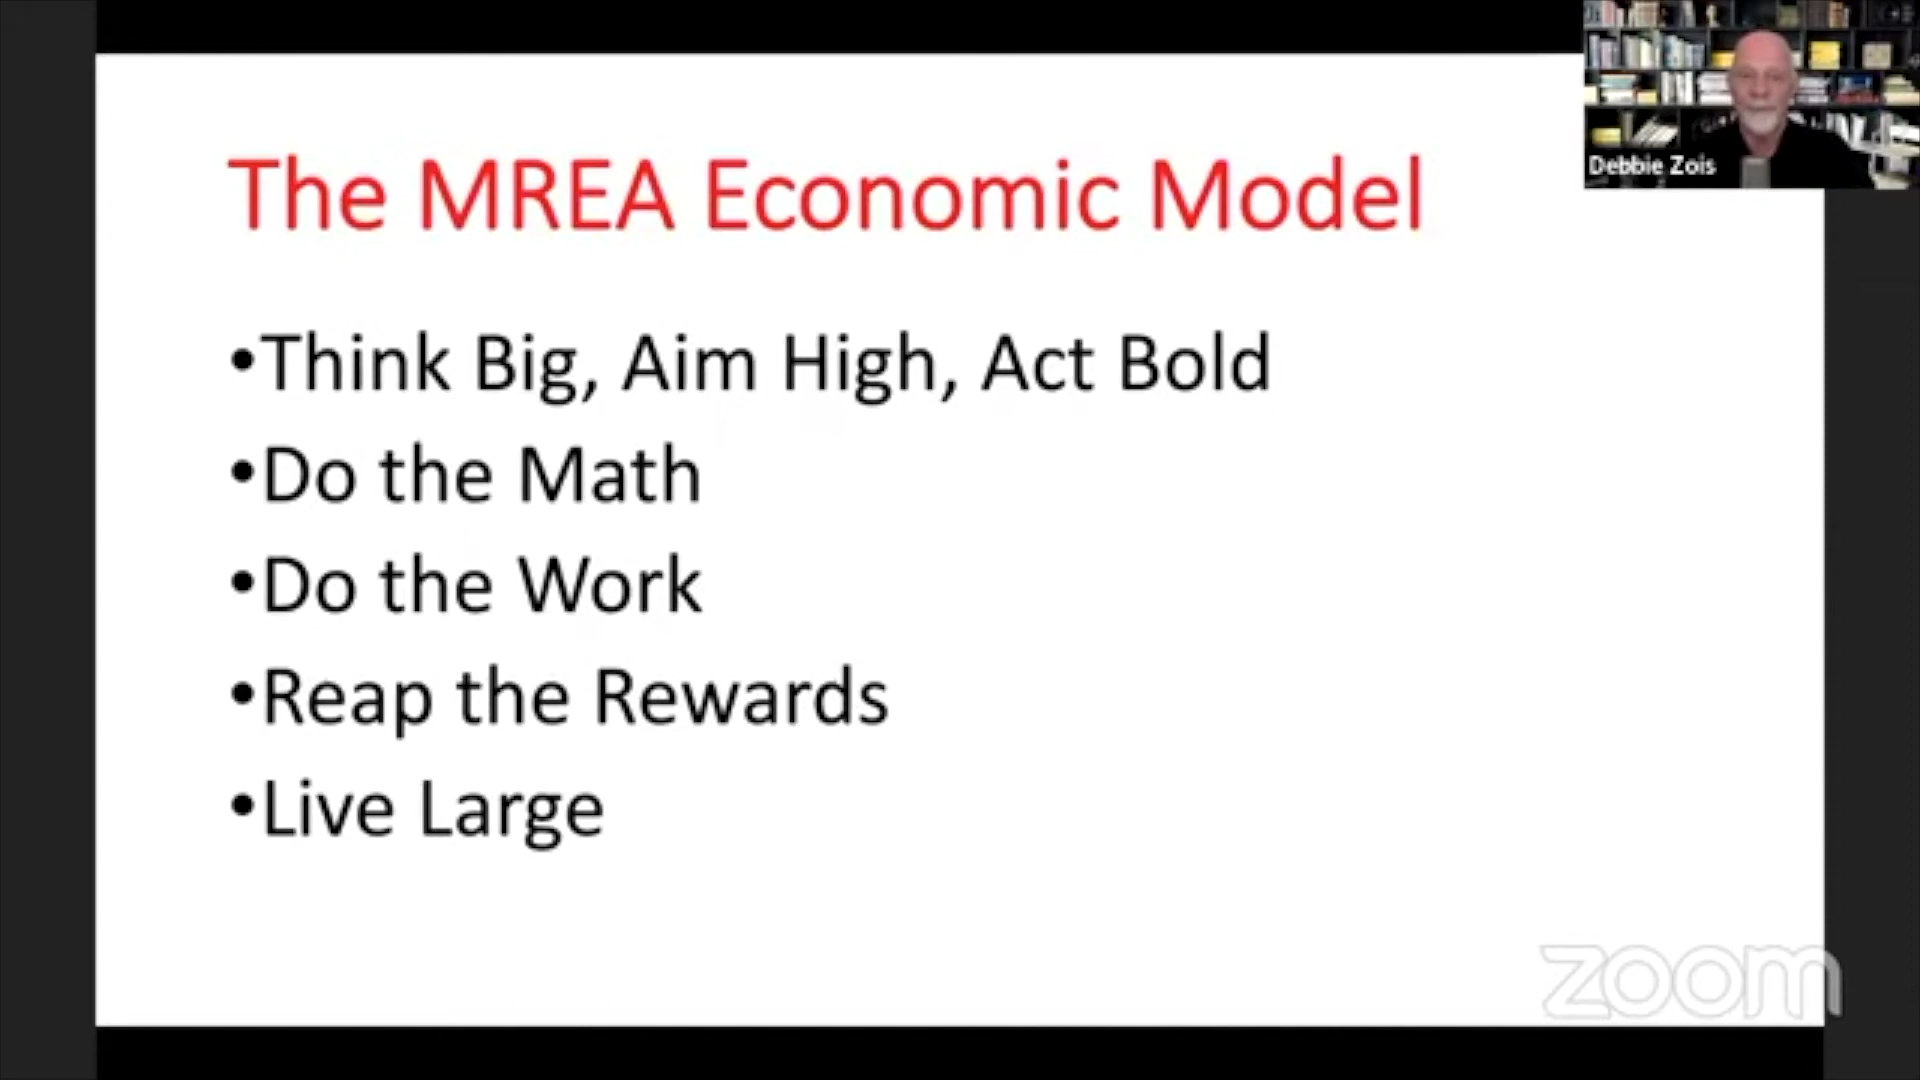 Debbie Zois
The MREA Economic Model
•Think Big, Aim High, Act Bold
•Do the Math
•Do the Work
•Reap the Rewards
•Live Large
zoom